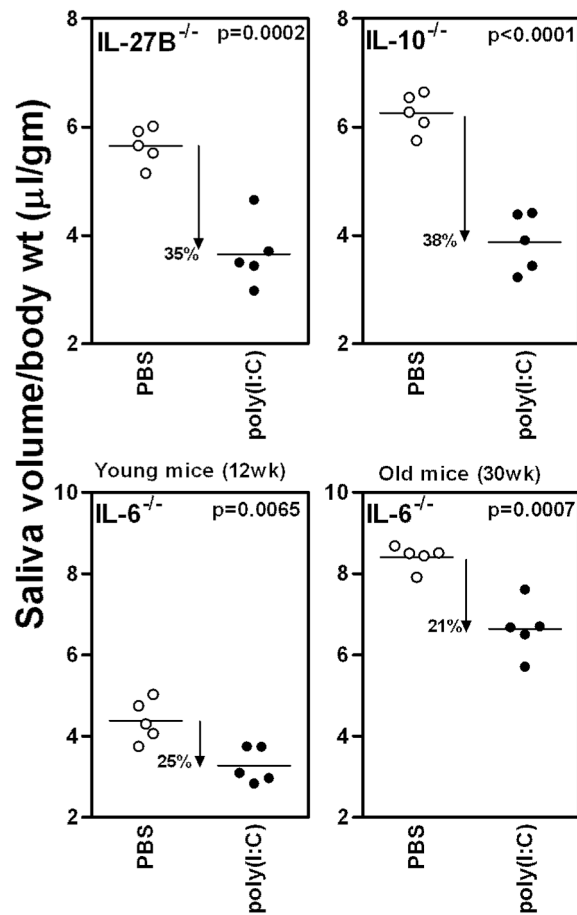 Saliva volume/body wt (μl/gm)
IL-27B-/- p=0.0002
8
6
4
2
35%
PBS
poly(I:C)
IL-10-/- p<0.0001
8
6
4
2
38%
PBS
poly(I:C)
Young mice (12wk)
IL-6-/- p=0.0065
10
8
6
4
2
25%
PBS
poly(I:C)
Old mice (30wk)
IL-6-/- p=0.0007
10
8
6
4
2
21%
PBS
poly(I:C)